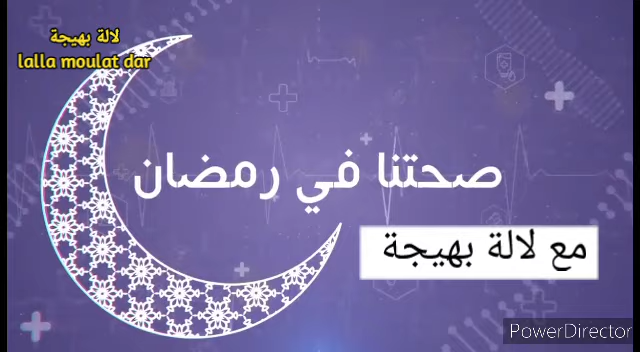 لالة بهيجة
lalla moulat dar
صحتنا في رمضان
مع لالة بهيجة
PowerDirector